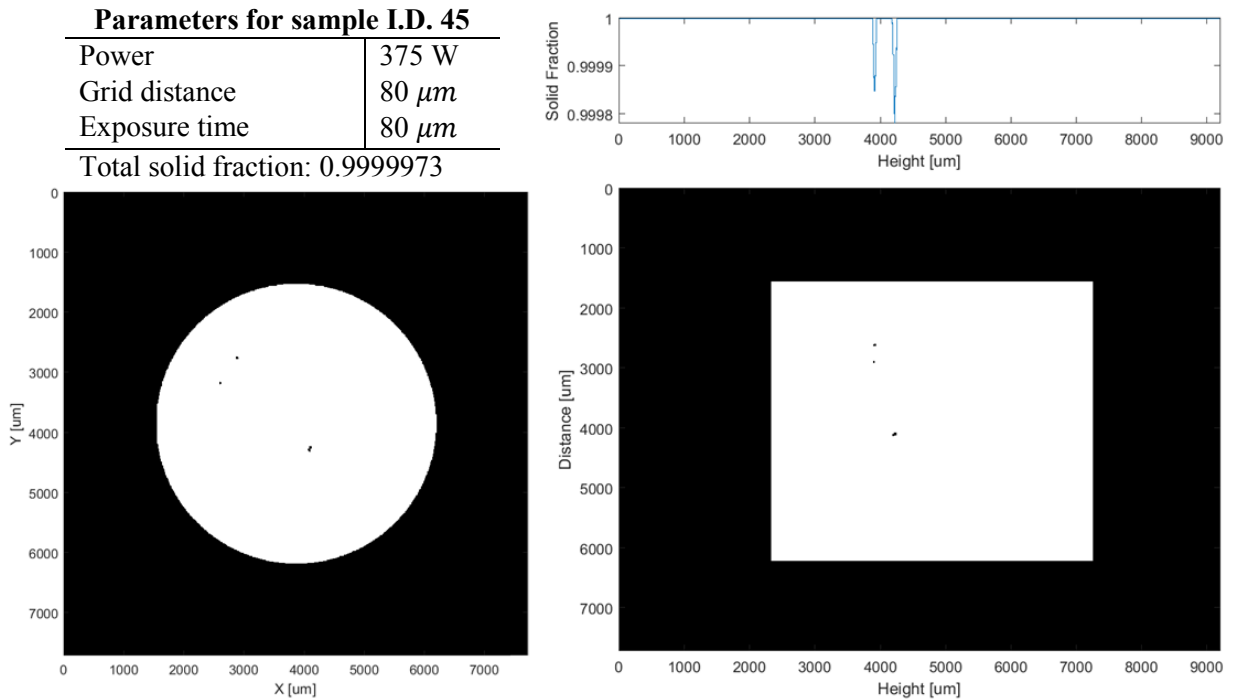 Parameters for sample I.D. 45
Power 375 W
Grid distance 80 μm
Exposure time 80 μm
Total solid fraction: 0.9999973
Solid Fraction
1
0.9999
0.9998
0 1000 2000 3000 4000 5000 6000 7000 8000 9000
Height [um]
Y [um]
0
1000
2000
3000
4000
5000
6000
7000
0 1000 2000 3000 4000 5000 6000 7000
X [um]
Distance [um]
0
1000
2000
3000
4000
5000
6000
7000
0 1000 2000 3000 4000 5000 6000 7000 8000 9000
Height [um]